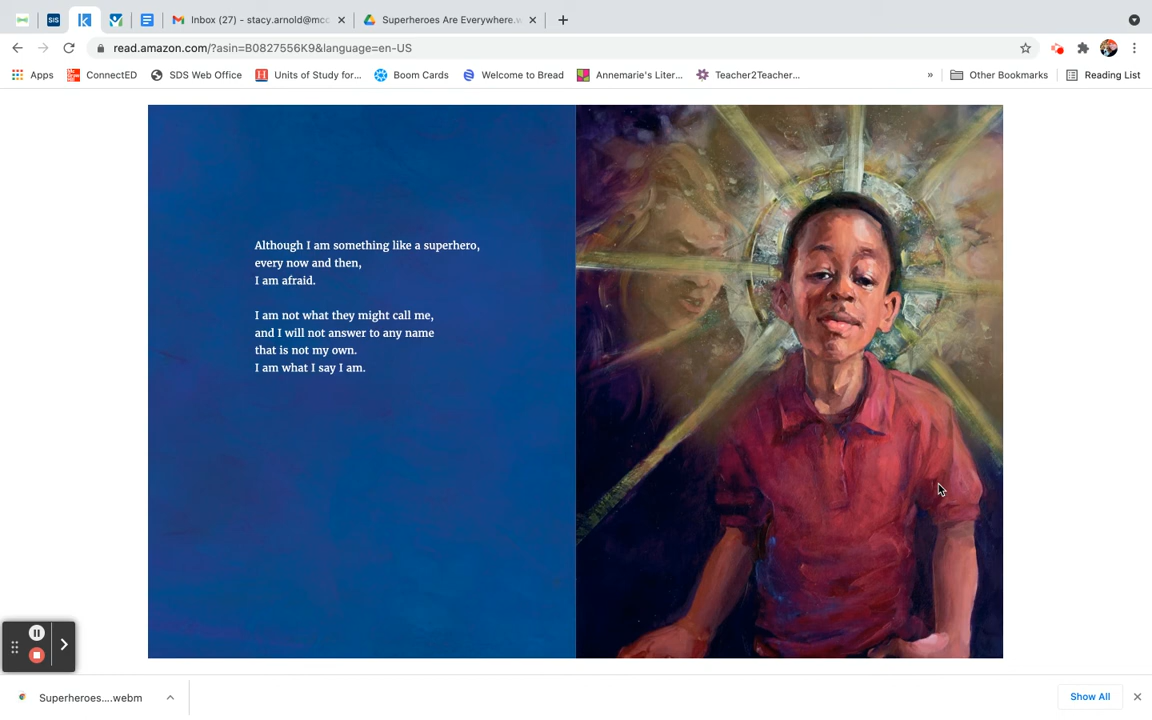 SIS
Inbox (27) - stacy.arnold@mcc
Superheroes Are Everywhere.w
read.amazon.com/?asin=B0827556K9&language=en-US
Apps
ConnectED
SDS Web Office
Units of Study for...
Boom Cards
Welcome to Bread
Annemarie's Liter...
Teacher2Teacher...
»
Other Bookmarks
Reading List
Although I am something like a superhero,
every now and then,
I am afraid.
I am not what they might call me,
and I will not answer to any name
that is not my own.
I am what I say I am.
Superheroes....webm
Show All